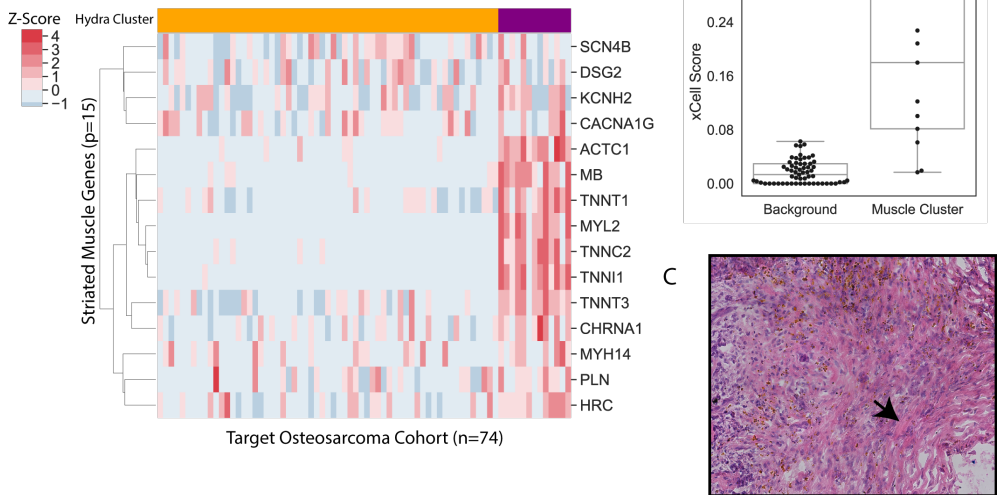 Z-Score
4
3
2
1
0
−1
Hydra Cluster
Striated Muscle Genes (p=15)
SCN4B
DSG2
KCNH2
CACNA1G
ACTC1
MB
TNNT1
MYL2
TNNC2
TNNI1
TNNT3
CHRNA1
MYH14
PLN
HRC
Target Osteosarcoma Cohort (n=74)
xCell Score
0.24
0.16
0.08
0.00
Background
Muscle Cluster
C